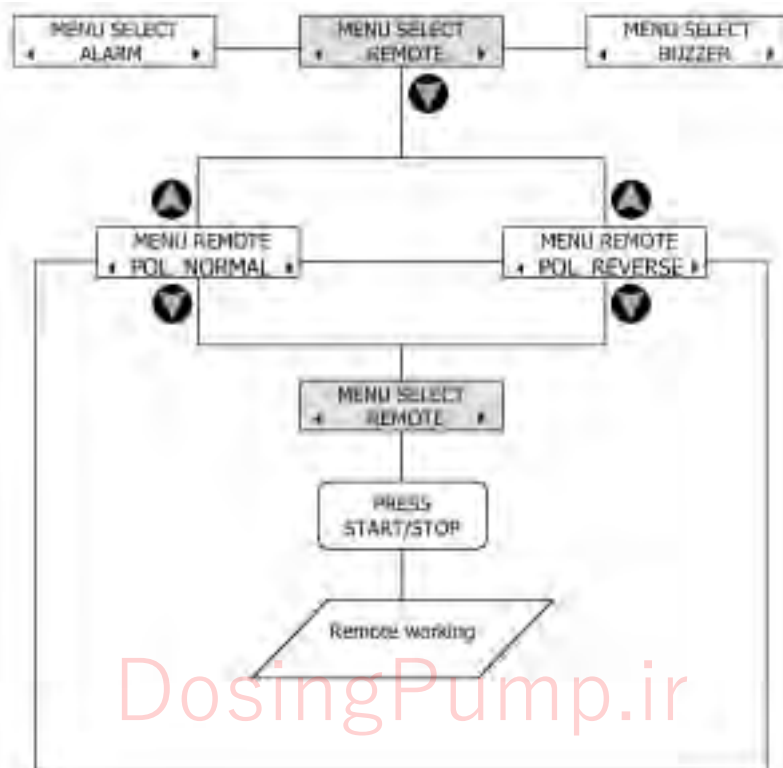 MENU SELECT
ALARM
MENU SELECT
REMOTE
MENU SELECT
BUZZER
MENU REMOTE
POL. NORMAL
MENU REMOTE
POL. REVERSE
MENU SELECT
REMOTE
PRESS
START/STOP
Remote working
DosingPump.ir